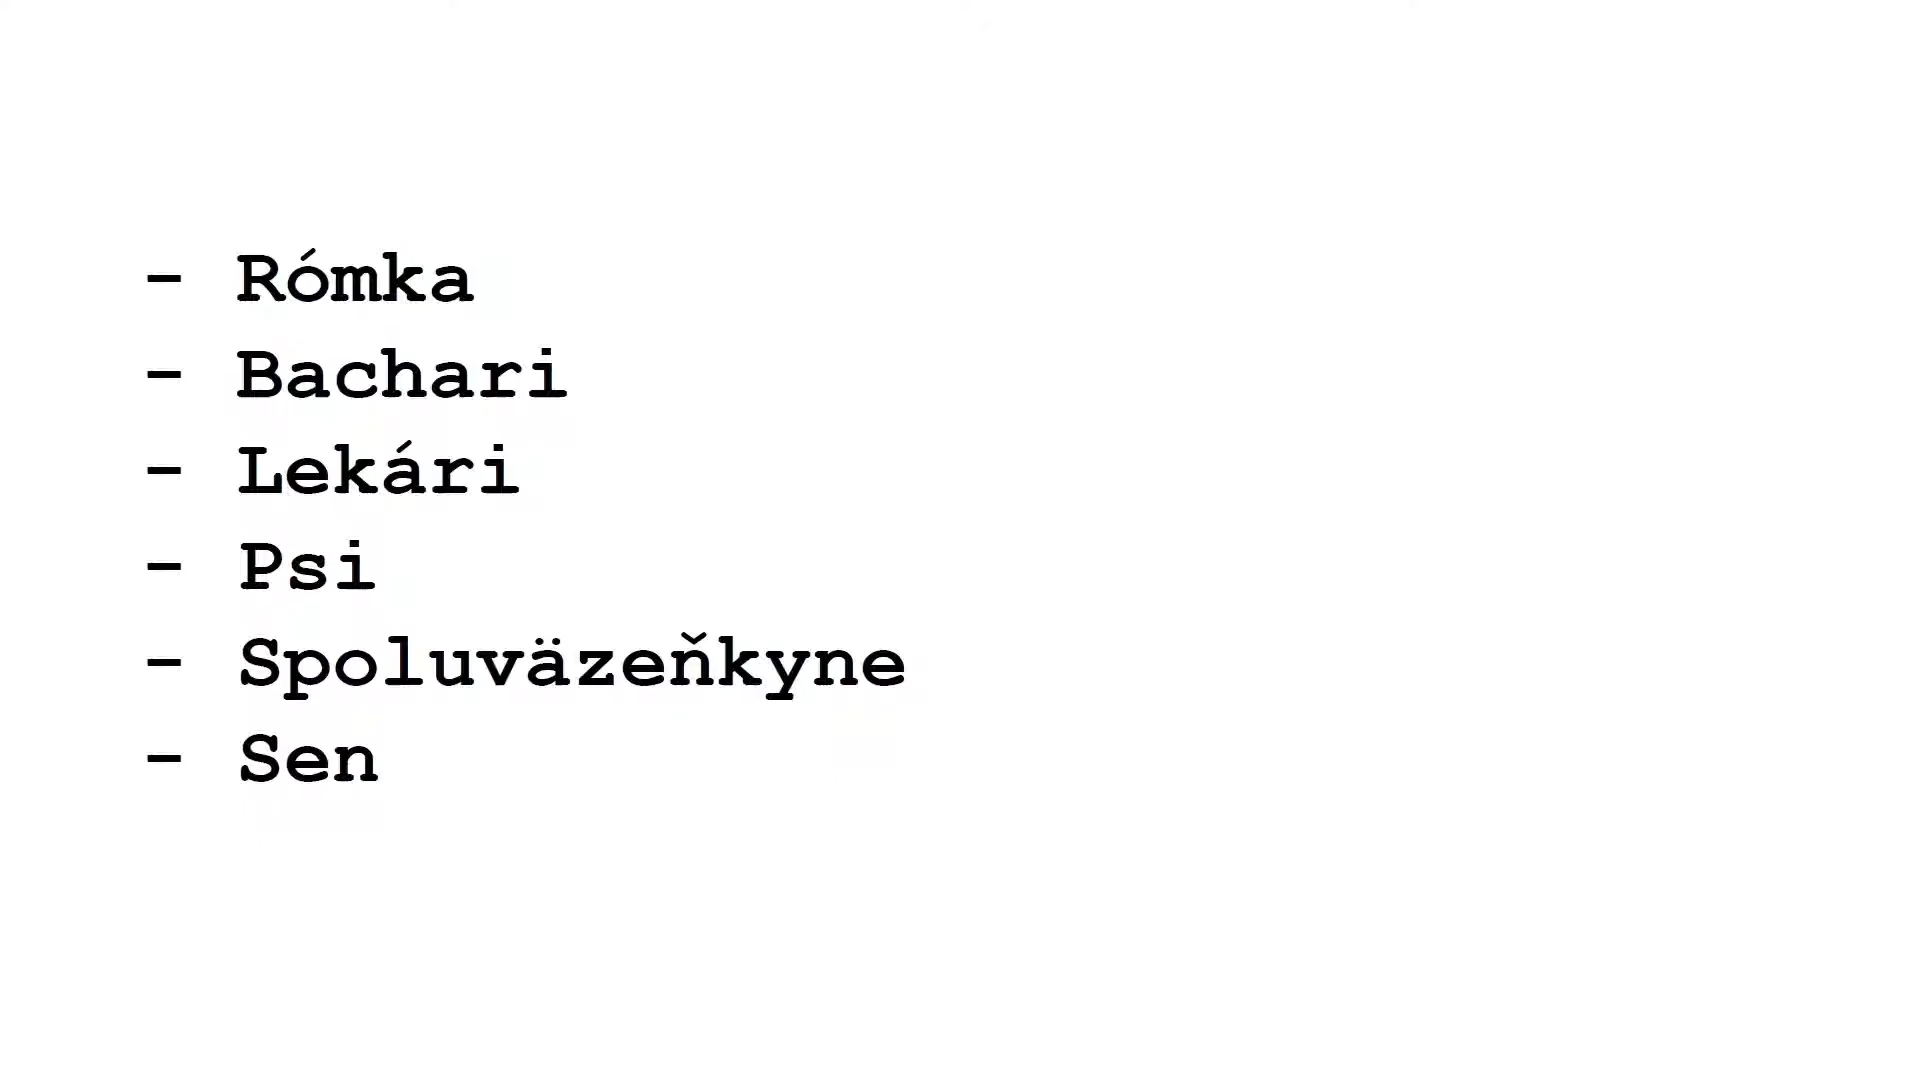 - Rómka
- Bachari
- Lekári
- Psi
- Spoluväzeňkyne
- Sen